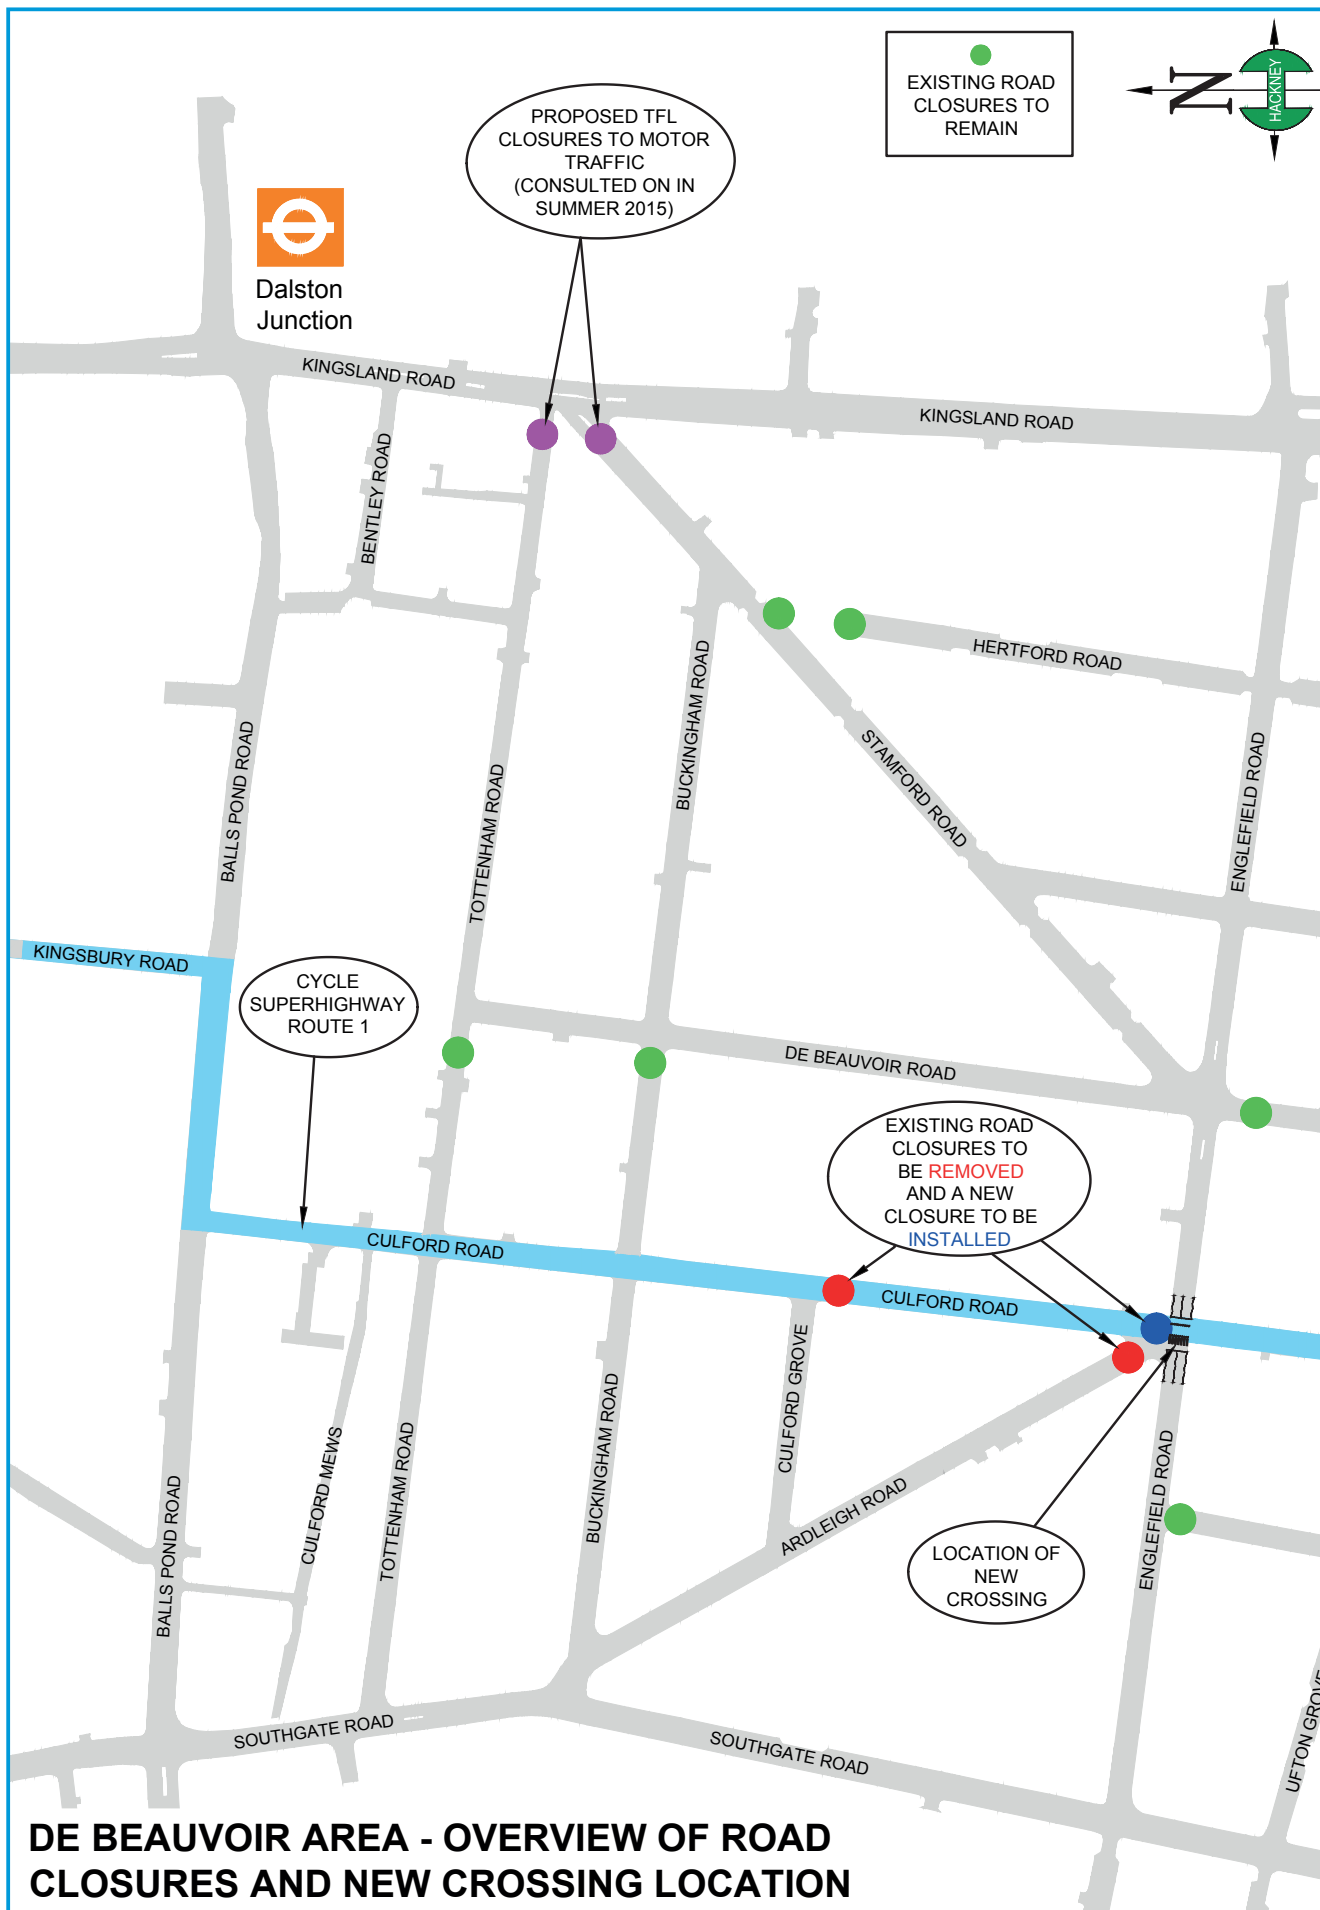 EXISTING ROAD
CLOSURES TO
REMAIN
N
HACKNEY
PROPOSED TFL
CLOSURES TO MOTOR
TRAFFIC
(CONSULTED ON IN
SUMMER 2015)
Dalston
Junction
KINGSLAND ROAD
KINGSLAND ROAD
BENTLEY ROAD
HERTFORD ROAD
BUCKINGHAM ROAD
STAMFORD ROAD
ENGLEFIELD ROAD
BALLS POND ROAD
TOTTENHAM ROAD
KINGSBURY ROAD
CYCLE
SUPERHIGHWAY
ROUTE 1
DE BEAUVOIR ROAD
EXISTING ROAD
CLOSURES TO
BE REMOVED
AND A NEW
CLOSURE TO BE
INSTALLED
CULFORD ROAD
CULFORD ROAD
CULFORD GROVE
BUCKINGHAM ROAD
CULFORD MEWS
TOTTENHAM ROAD
ARDLEIGH ROAD
ENGLEFIELD ROAD
BALLS POND ROAD
LOCATION OF
NEW
CROSSING
UFTON GROVE
SOUTHGATE ROAD
SOUTHGATE ROAD
DE BEAUVOIR AREA - OVERVIEW OF ROAD
CLOSURES AND NEW CROSSING LOCATION